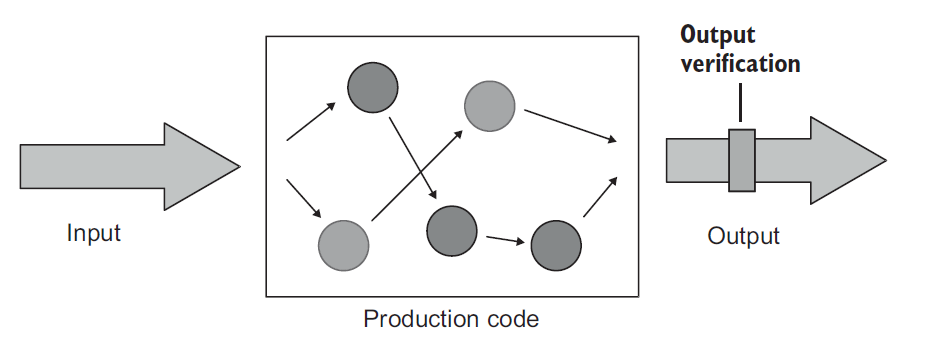 Output
verification
Input
Output
Production code